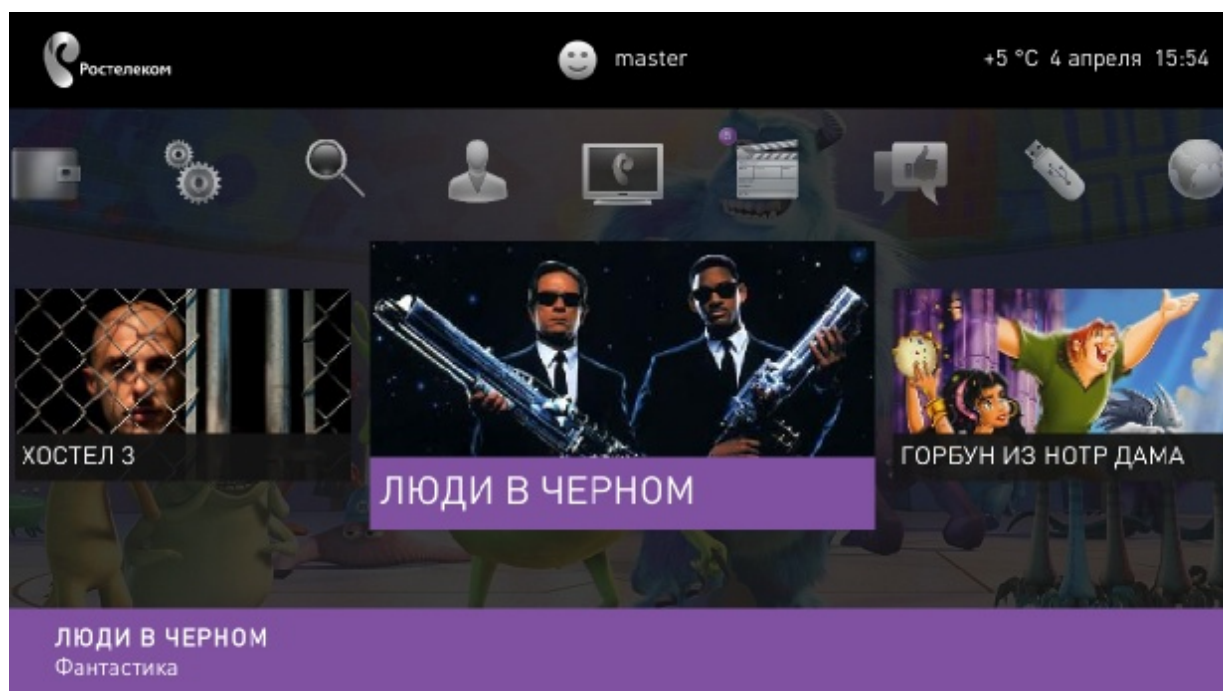 Ростелеком
master
+5 °C 4 апреля 15:54
ХОСТЕЛ 3
ЛЮДИ В ЧЕРНОМ
ГОРБУН ИЗ НОТР ДАМА
ЛЮДИ В ЧЕРНОМ
Фантастика